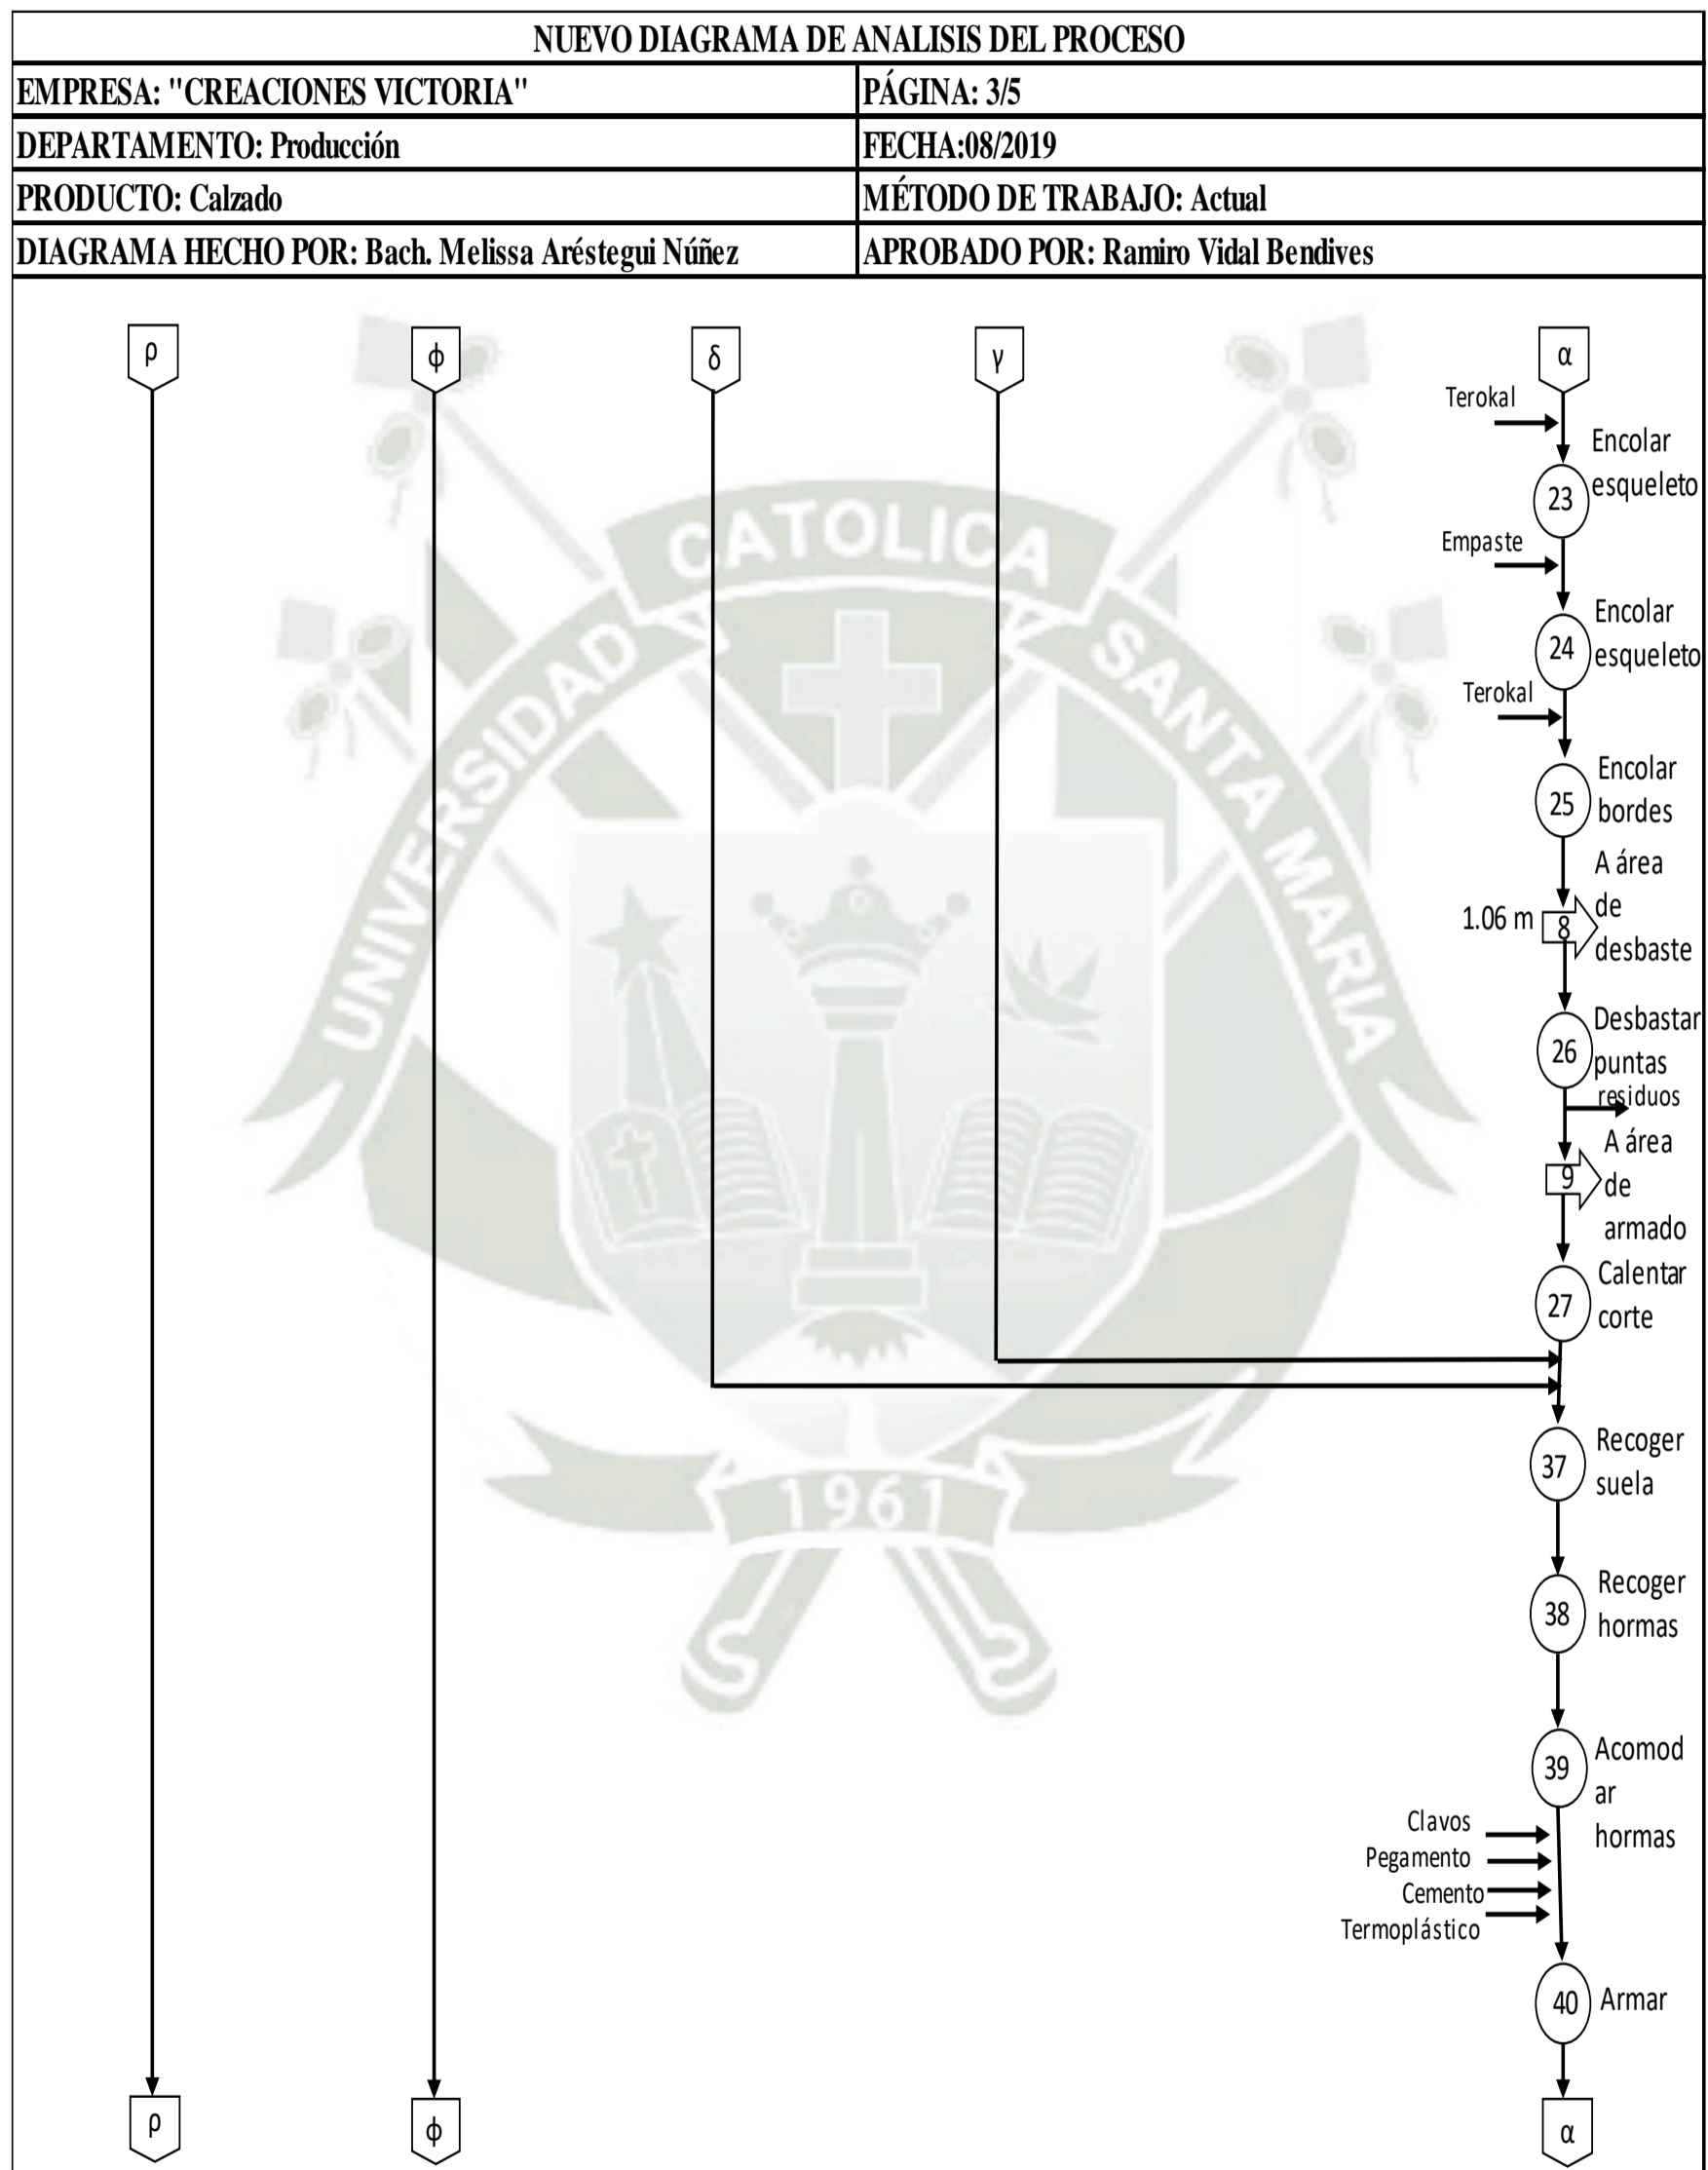 NUEVO DIAGRAMA DE ANALISIS DEL PROCESO
EMPRESA: "CREACIONES VICTORIA"
PÁGINA: 3/5
DEPARTAMENTO: Producción
FECHA:08/2019
PRODUCTO: Calzado
MÉTODO DE TRABAJO: Actual
DIAGRAMA HECHO POR: Bach. Melissa Aréstegui Núñez
APROBADO POR: Ramiro Vidal Bendives
ρ
φ
δ
γ
α
Terokal
Encolar
esqueleto
23
Empaste
Encolar
esqueleto
24
Terokal
Encolar
bordes
25
A área
de
desbaste
1.06 m
8
Desbastar
puntas
26
residuos
A área
de
armado
9
Calentar
corte
27
Recoger
suela
37
Recoger
hormas
38
Acomod
ar
hormas
39
Clavos
Pegamento
Cemento
Termoplástico
40
Armar
ρ
φ
α
UNIVERSIDAD
CATOLICA
SANTA MARIA
1961